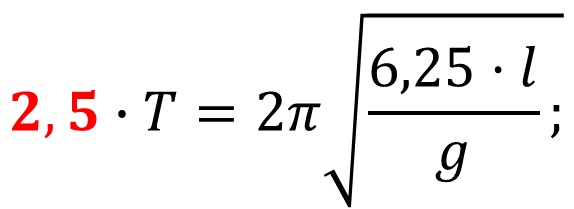 2,5 · T = 2π√(6,25 · l / g) ;